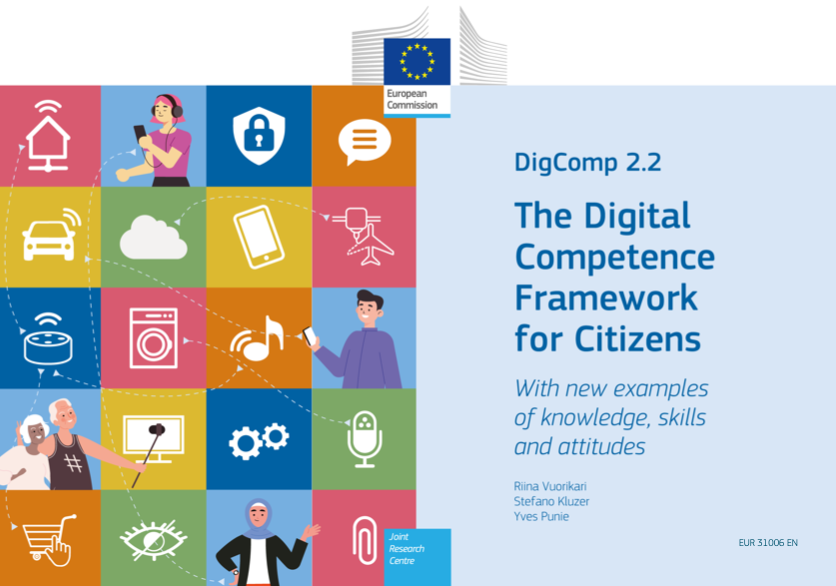 European
Commission
DigComp 2.2
The Digital
Competence
Framework
for Citizens
With new examples
of knowledge, skills
and attitudes
Riina Vuorikari
Stefano Kluzer
Yves Punie
EUR 31006 EN
Joint
Research
Centre